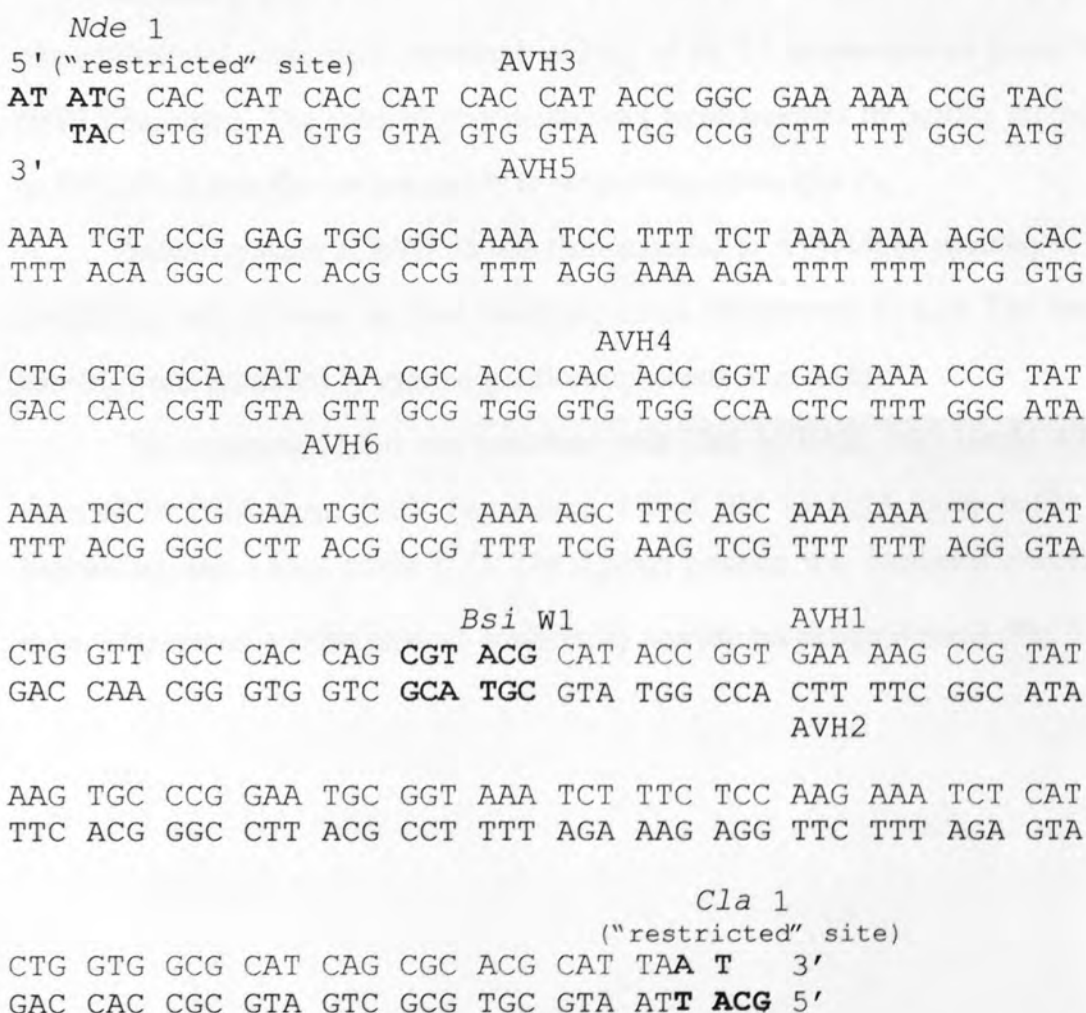 Nde 1
5' ("restricted" site) AVH3
AT ATG CAC CAT CAC CAT CAC CAT ACC GGC GAA AAA CCG TAC
TAC GTG GTA GTG GTA GTG GTA TGG CCG CTT TTT GGC ATG
3' AVH5
AAA TGT CCG GAG TGC GGC AAA TCC TTT TCT AAA AAA AGC CAC
TTT ACA GGC CTC ACG CCG TTT AGG AAA AGA TTT TTT TCG GTG
AVH4
CTG GTG GCA CAT CAA CGC ACC CAC ACG GGT GAG AAA CCG TAT
GAC CAC CGT GTA GTT GCG TGG GTG TGG CCA CTC TTT GGC ATA
AVH6
AAA TGC CCG GAA TGC GGC AAA AGC TTC AGC AAA AAA TCC CAT
TTT ACG GGC CTT ACG CCG TTT TCG AAG TCG TTT TTT AGG GTA
Bsi W1 AVH1
CTG GTT GCC CAC CAG CGT ACG CAT ACC GGT GAA AAG CCG TAT
GAC CAA CGG GTG GTC GCA TGC GTA TGG CCA CTT TTC GGC ATA
AVH2
AAG TGC CCG GAA TGC GGT AAA TCT TTC TCC AAG AAA TCT CAT
TTC ACG GGC CTT ACG CCT TTT AGA AAG AGG TTC TTT AGA GTA
Cla 1
("restricted" site)
CTG GTG GCG CAT CAG CGC ACG CAT TAA T 3'
GAC CAC CGC GTA GTC GCG TGC GTA ATT ACG 5'